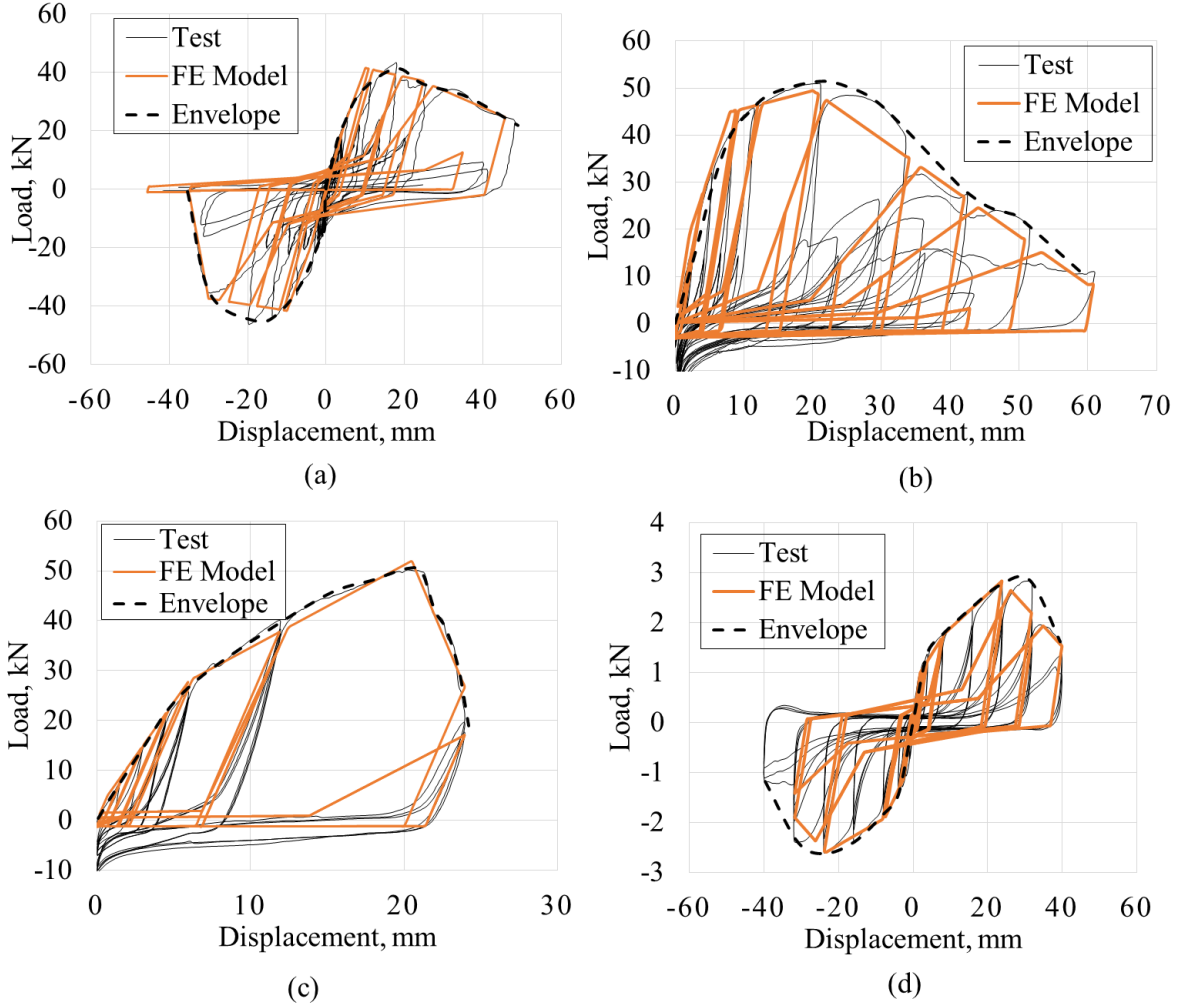 60
40
20
0
-20
-40
-60
Load, kN
Test
FE Model
Envelope
-60 -40 -20 0 20 40 60
Displacement, mm
(a)
60
50
40
30
20
10
0
-10
Load, kN
Test
FE Model
Envelope
0 10 20 30 40 50 60 70
Displacement, mm
(b)
60
50
40
30
20
10
0
-10
Load, kN
Test
FE Model
Envelope
0 10 20 30
Displacement, mm
(c)
4
3
2
1
0
-1
-2
-3
Load, kN
Test
FE Model
Envelope
-60 -40 -20 0 20 40 60
Displacement, mm
(d)